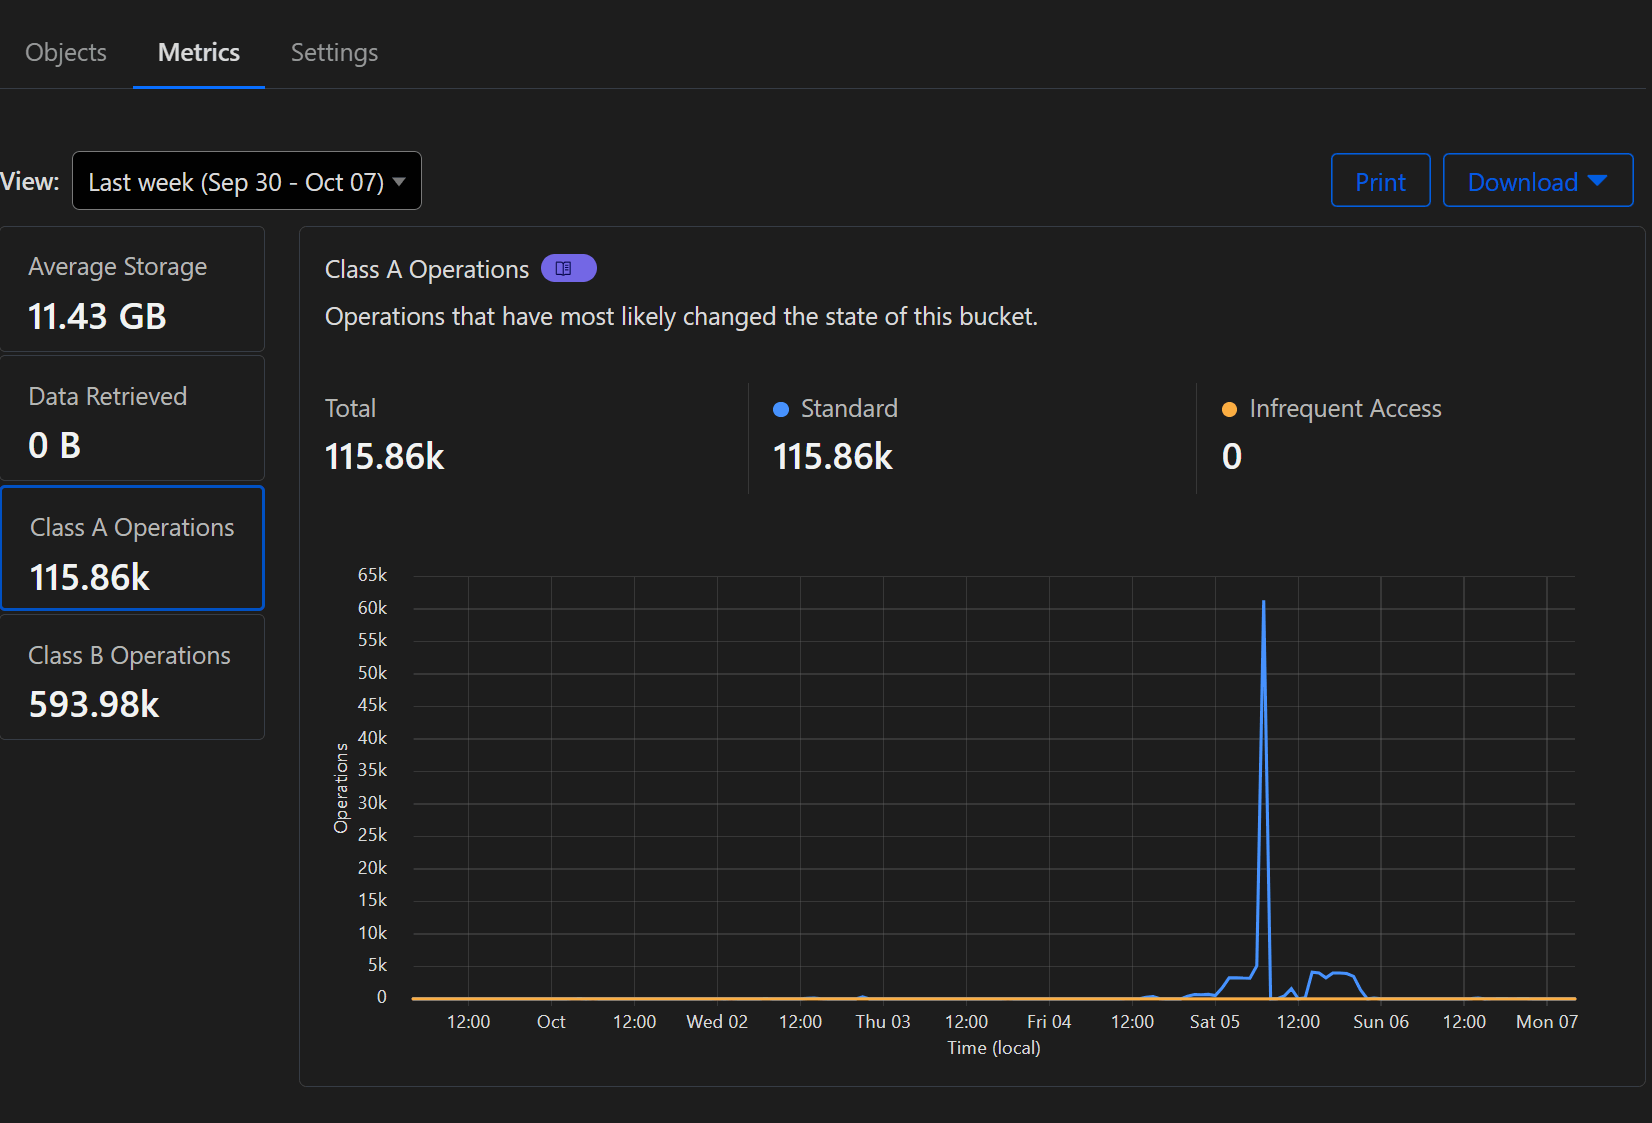 Objects Metrics Settings
View: Last week (Sep 30 - Oct 07) Print Download
Average Storage
11.43 GB
Data Retrieved
0 B
Class A Operations
115.86k
Class B Operations
593.98k
Class A Operations
Operations that have most likely changed the state of this bucket.
Total
115.86k
Standard
115.86k
Infrequent Access
0
Operations
65k
60k
55k
50k
45k
40k
35k
30k
25k
20k
15k
10k
5k
0
12:00 Oct 12:00 Wed 02 12:00 Thu 03 12:00 Fri 04 12:00 Sat 05 12:00 Sun 06 12:00 Mon 07
Time (local)